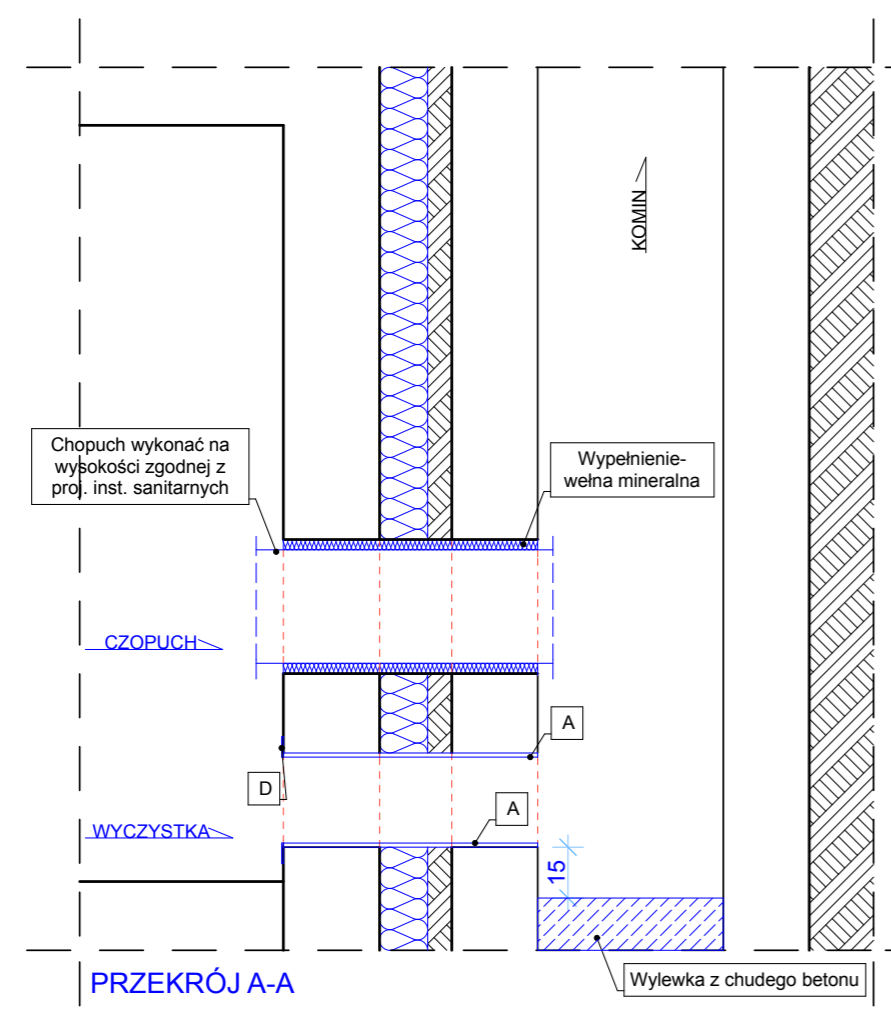 KOMIN
Chopuch wykonać na
wysokości zgodnej z
proj. inst. sanitarnych
Wypełnienie-
wełna mineralna
CZOPUCH
A
D
A
WYCZYSTKA
15
PRZEKRÓJ A-A
Wylewka z chudego betonu